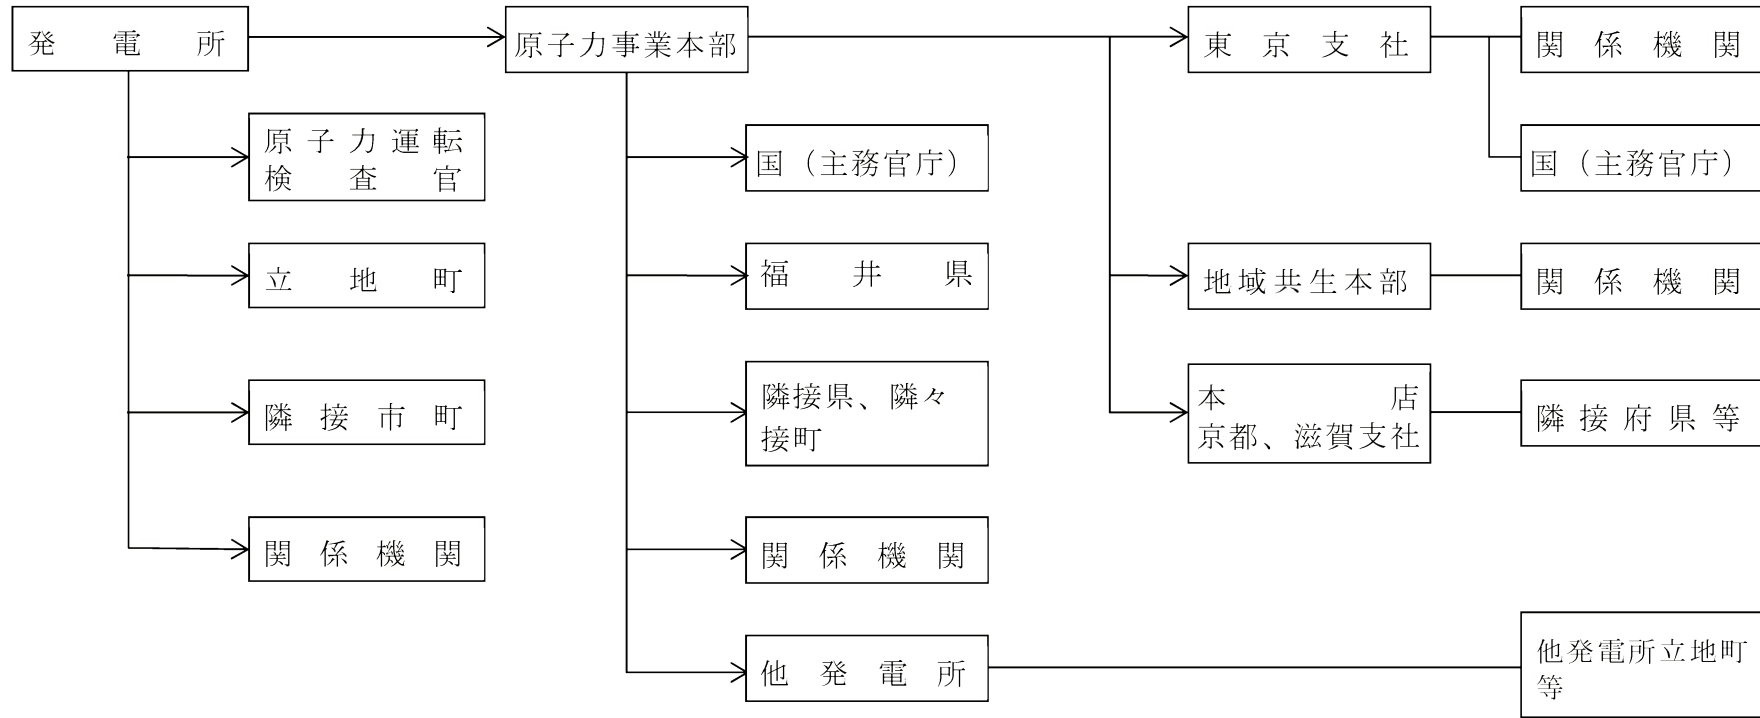 発電所
原子力事業本部
東京支社
関係機関
原子力運転
検査官
国（主務官庁）
国（主務官庁）
立地町
福井県
地域共生本部
関係機関
隣接市町
隣接県、隣々
接町
本店
京都、滋賀支社
隣接府県等
関係機関
関係機関
他発電所
他発電所立地町
等